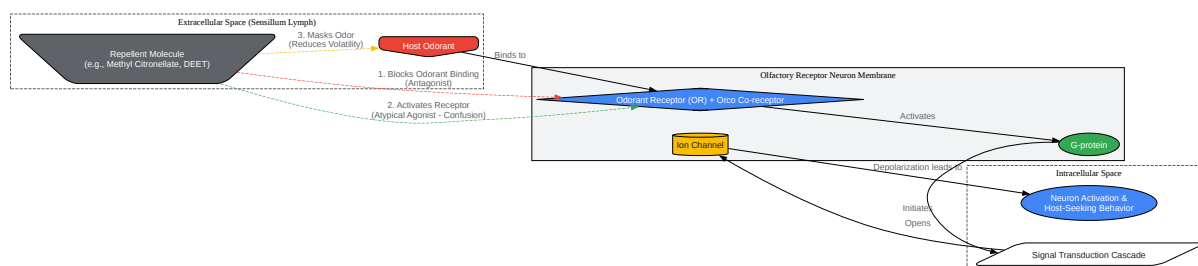 Extracellular Space (Sensillum Lymph)
Repellent Molecule
(e.g., Methyl Citronellate, DEET)
3. Masks Odor
(Reduces Volatility)
Host Odorant
Binds to
1. Blocks Odorant Binding
(Antagonist)
2. Activates Receptor
(Atypical Agonist - Confusion)
Olfactory Receptor Neuron Membrane
Odorant Receptor (OR) + Orco Co-receptor
Activates
Ion Channel
G-protein
Depolarization leads to
Intracellular Space
Neuron Activation &
Host-Seeking Behavior
Initiates
Opens
Signal Transduction Cascade